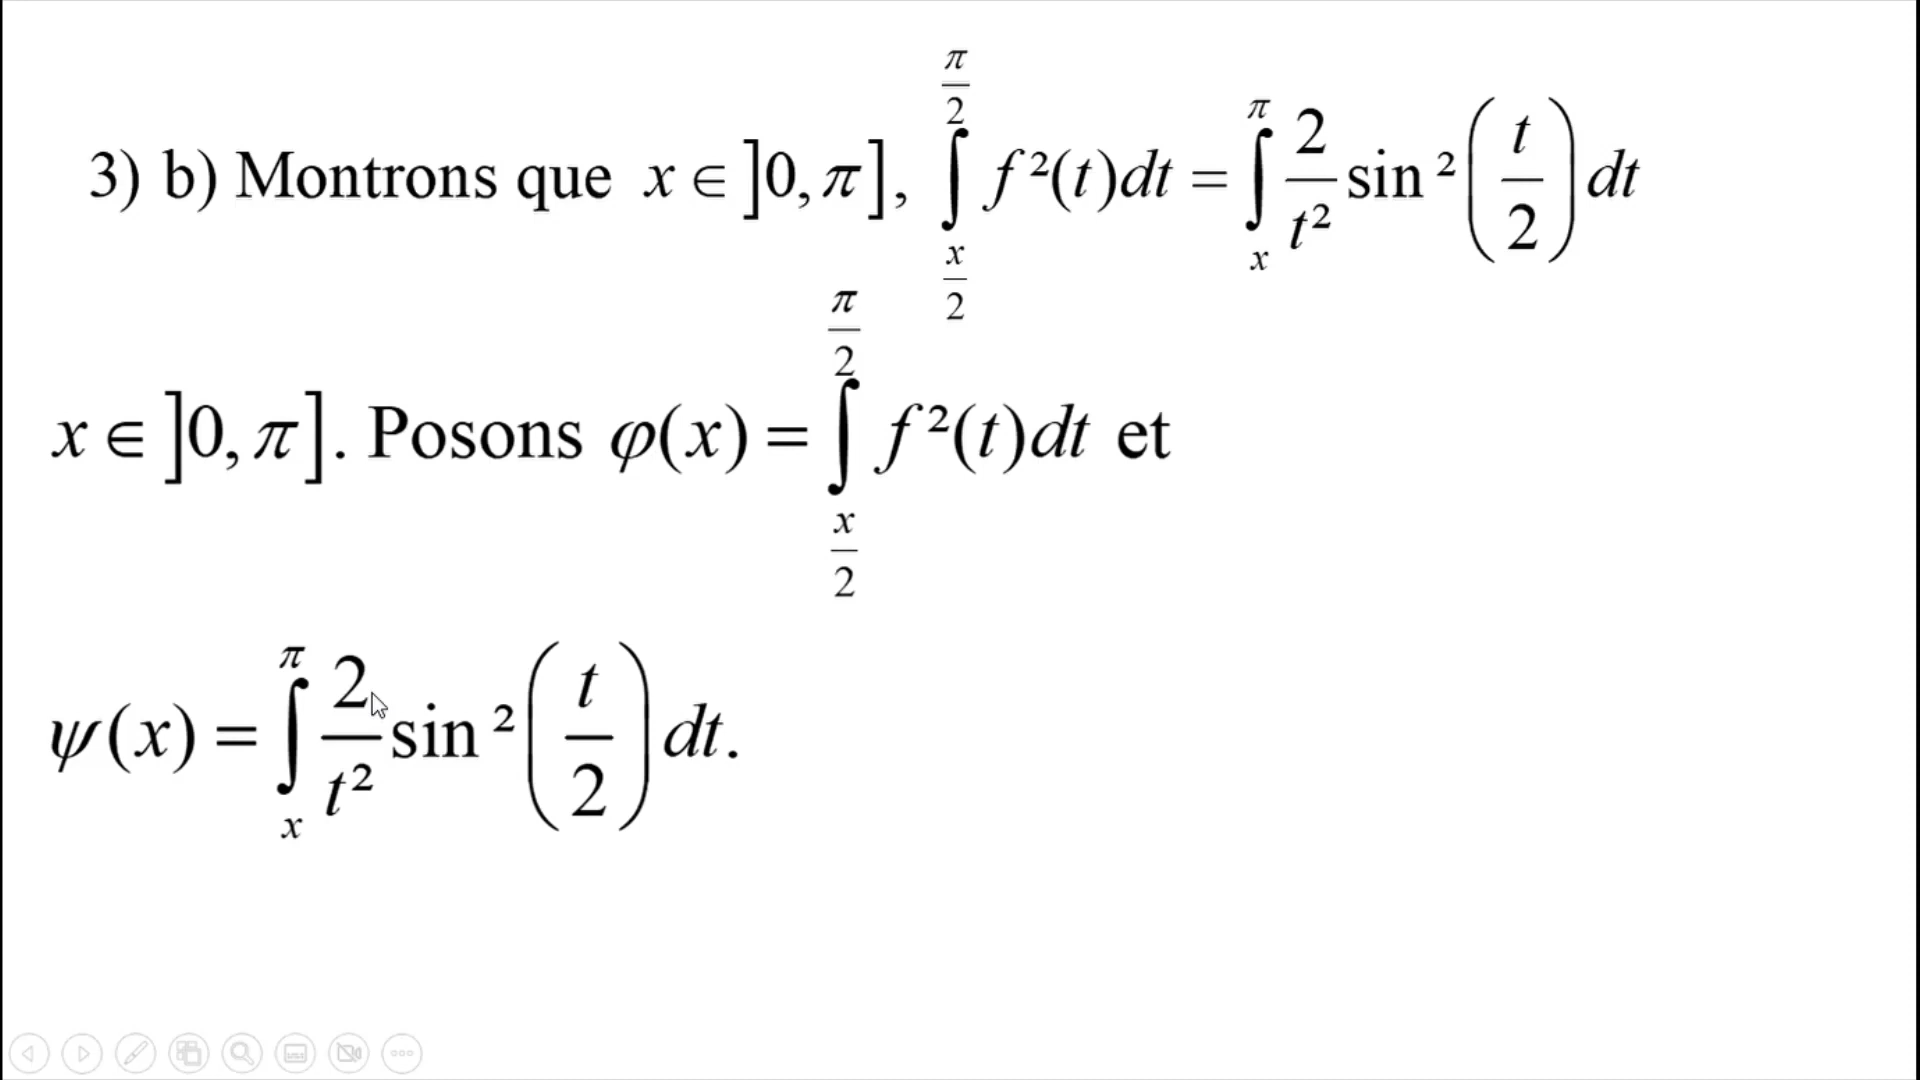 3) b) Montrons que x ∈ ]0, π], ∫_{x/2}^{π/2} f²(t)dt = ∫_{x}^{π} 2/t² sin²(t/2) dt
x ∈ ]0, π]. Posons φ(x) = ∫_{x/2}^{π/2} f²(t)dt et
ψ(x) = ∫_{x}^{π} 2/t² sin²(t/2) dt.